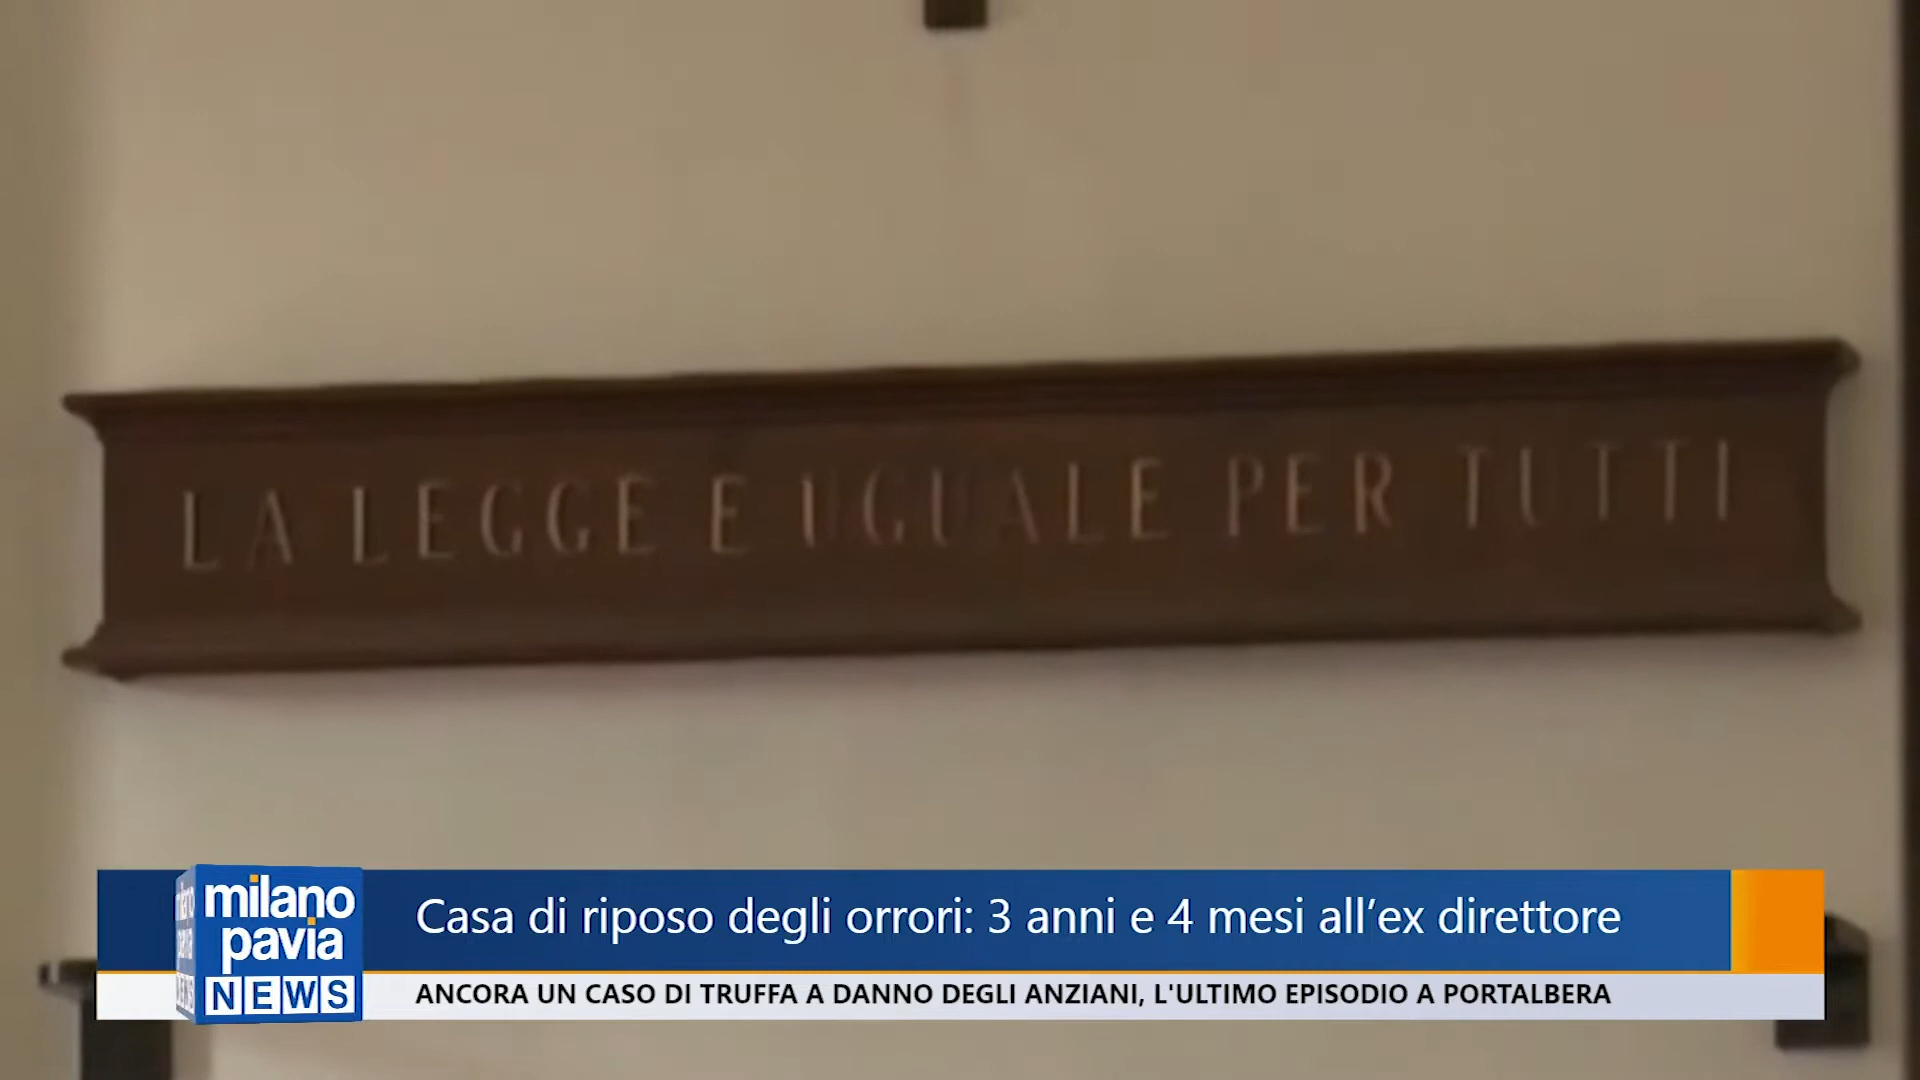 LA LEGGE E UGUALE PER TUTTI
milano
pavia
NEWS
Casa di riposo degli orrori: 3 anni e 4 mesi all'ex direttore
ANCORA UN CASO DI TRUFFA A DANNO DEGLI ANZIANI, L'ULTIMO EPISODIO A PORTALBERA